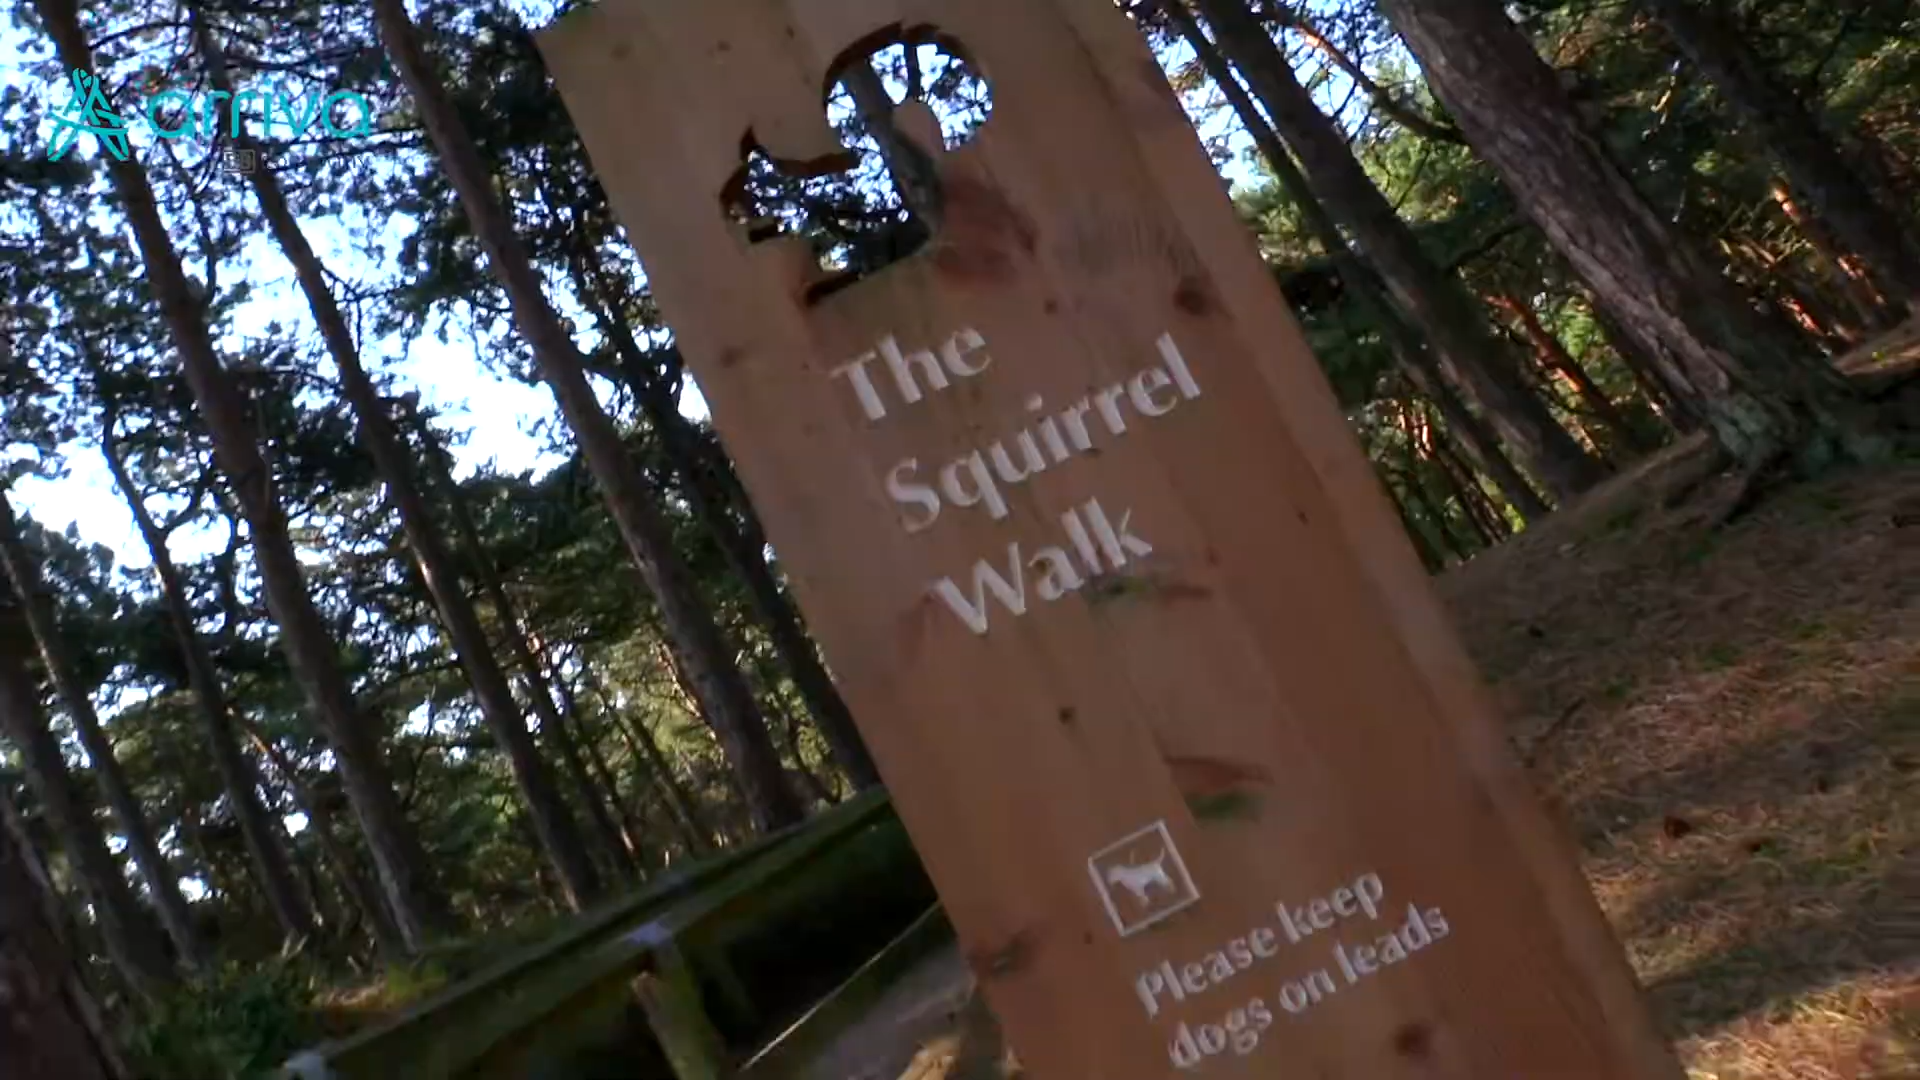 arriva
The
Squirrel
Walk
Please keep
dogs on leads